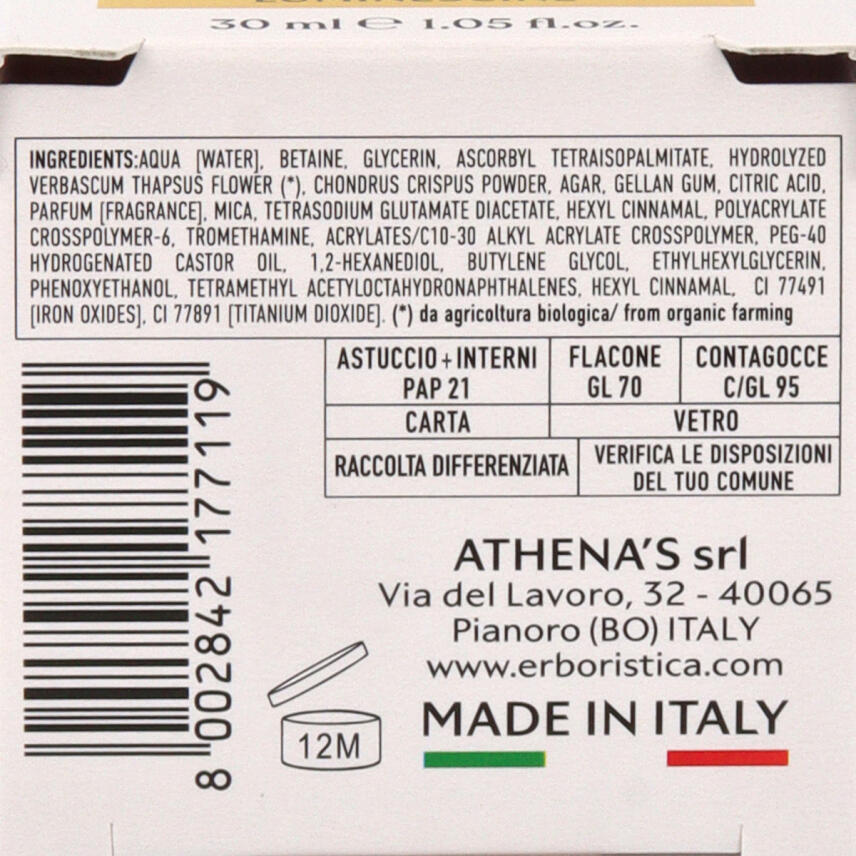 30 ml ℮ 1.05 fl.oz.
INGREDIENTS:AQUA [WATER], BETAINE, GLYCERIN, ASCORBYL TETRAISOPALMITATE, HYDROLYZED
VERBASCUM THAPSUS FLOWER (*), CHONDRUS CRISPUS POWDER, AGAR, GELLAN GUM, CITRIC ACID,
PARFUM [FRAGRANCE], MICA, TETRASODIUM GLUTAMATE DIACETATE, HEXYL CINNAMAL, POLYACRYLATE
CROSSPOLYMER-6, TROMETHAMINE, ACRYLATES/C10-30 ALKYL ACRYLATE CROSSPOLYMER, PEG-40
HYDROGENATED CASTOR OIL, 1,2-HEXANEDIOL, BUTYLENE GLYCOL, ETHYLHEXYLGLYCERIN,
PHENOXYETHANOL, TETRAMETHYL ACETYLOCTAHYDRONAPHTHALENES, HEXYL CINNAMAL, CI 77491
[IRON OXIDES], CI 77891 [TITANIUM DIOXIDE]. (*) da agricoltura biologica/ from organic farming
ASTUCCIO+INTERNI FLACONE CONTAGOCCE
PAP 21 GL 70 C/GL 95
CARTA VETRO
RACCOLTA DIFFERENZIATA VERIFICA LE DISPOSIZIONI
DEL TUO COMUNE
8 002842 177119
ATHENA'S srl
Via del Lavoro, 32 - 40065
Pianoro (BO) ITALY
www.erboristica.com
12M
MADE IN ITALY